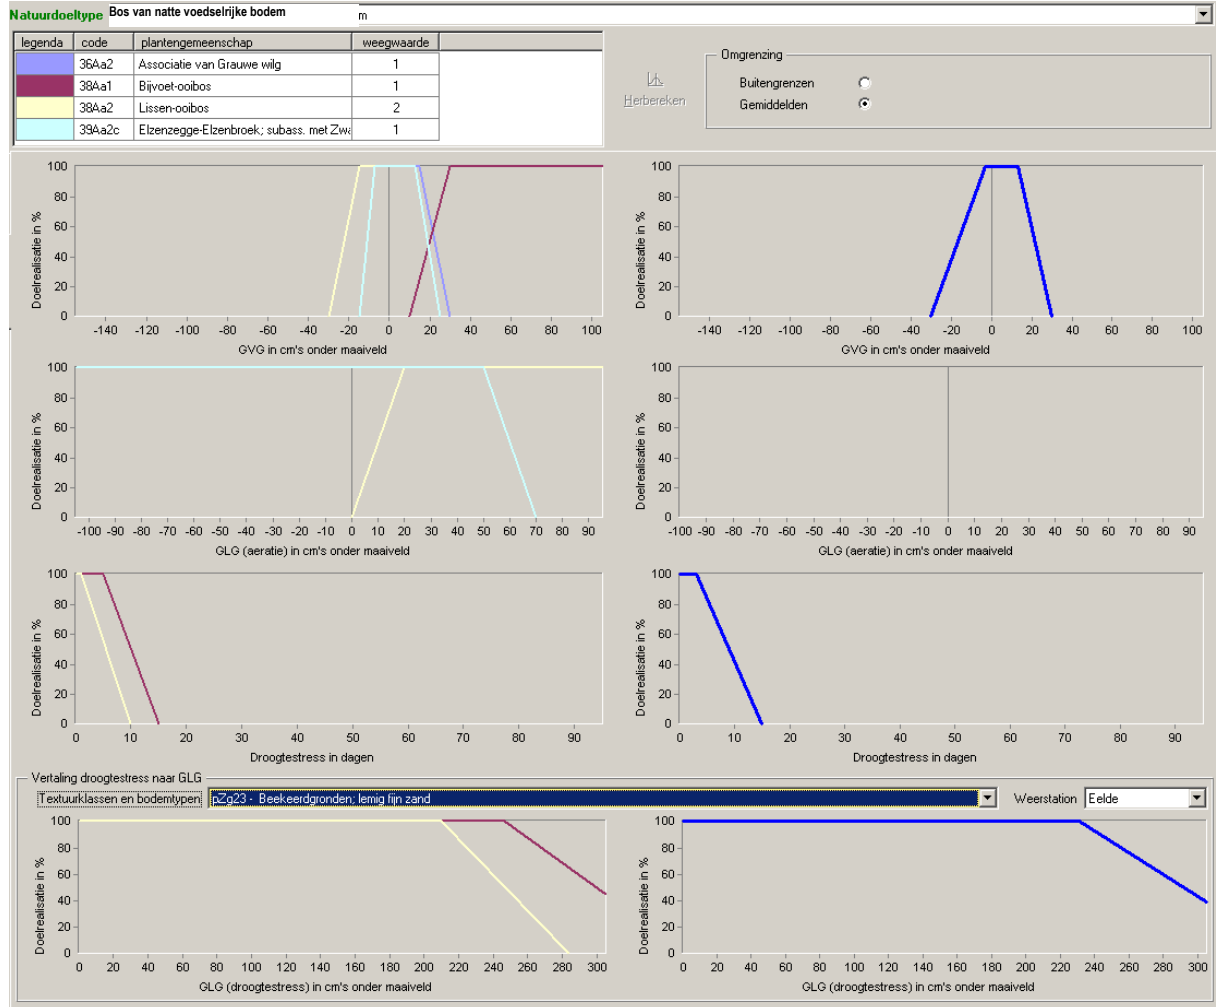 Natuurdoeltype Bos van natte voedselrijke bodem m
legenda code plantengemeenschap weegwaarde
36Aa2 Associatie van Grauwe wilg 1
38Aa1 Bijvoet-ooibos 1
38Aa2 Lissen-ooibos 2
39Aa2c Elzenzegge-Elzenbroek; subass. met Zwa 1
Herbereken
Omgrenzing
Buitengrenzen
Gemiddelden
Doelrealisatie in %
100
80
60
40
20
0
-140 -120 -100 -80 -60 -40 -20 0 20 40 60 80 100
GVG in cm's onder maaiveld
Doelrealisatie in %
100
80
60
40
20
0
-140 -120 -100 -80 -60 -40 -20 0 20 40 60 80 100
GVG in cm's onder maaiveld
Doelrealisatie in %
100
80
60
40
20
0
-100 -90 -80 -70 -60 -50 -40 -30 -20 -10 0 10 20 30 40 50 60 70 80 90
GLG (aeratie) in cm's onder maaiveld
Doelrealisatie in %
100
80
60
40
20
0
-100 -90 -80 -70 -60 -50 -40 -30 -20 -10 0 10 20 30 40 50 60 70 80 90
GLG (aeratie) in cm's onder maaiveld
Doelrealisatie in %
100
80
60
40
20
0
0 10 20 30 40 50 60 70 80 90
Droogtestress in dagen
Doelrealisatie in %
100
80
60
40
20
0
0 10 20 30 40 50 60 70 80 90
Droogtestress in dagen
Vertaling droogtestress naar GLG
Textuurklassen en bodemtypen pZg23 - Beekeerdgronden; lemig fijn zand Weerstation Eelde
Doelrealisatie in %
100
80
60
40
20
0
0 20 40 60 80 100 120 140 160 180 200 220 240 260 280 300
GLG (droogtestress) in cm's onder maaiveld
Doelrealisatie in %
100
80
60
40
20
0
0 20 40 60 80 100 120 140 160 180 200 220 240 260 280 300
GLG (droogtestress) in cm's onder maaiveld